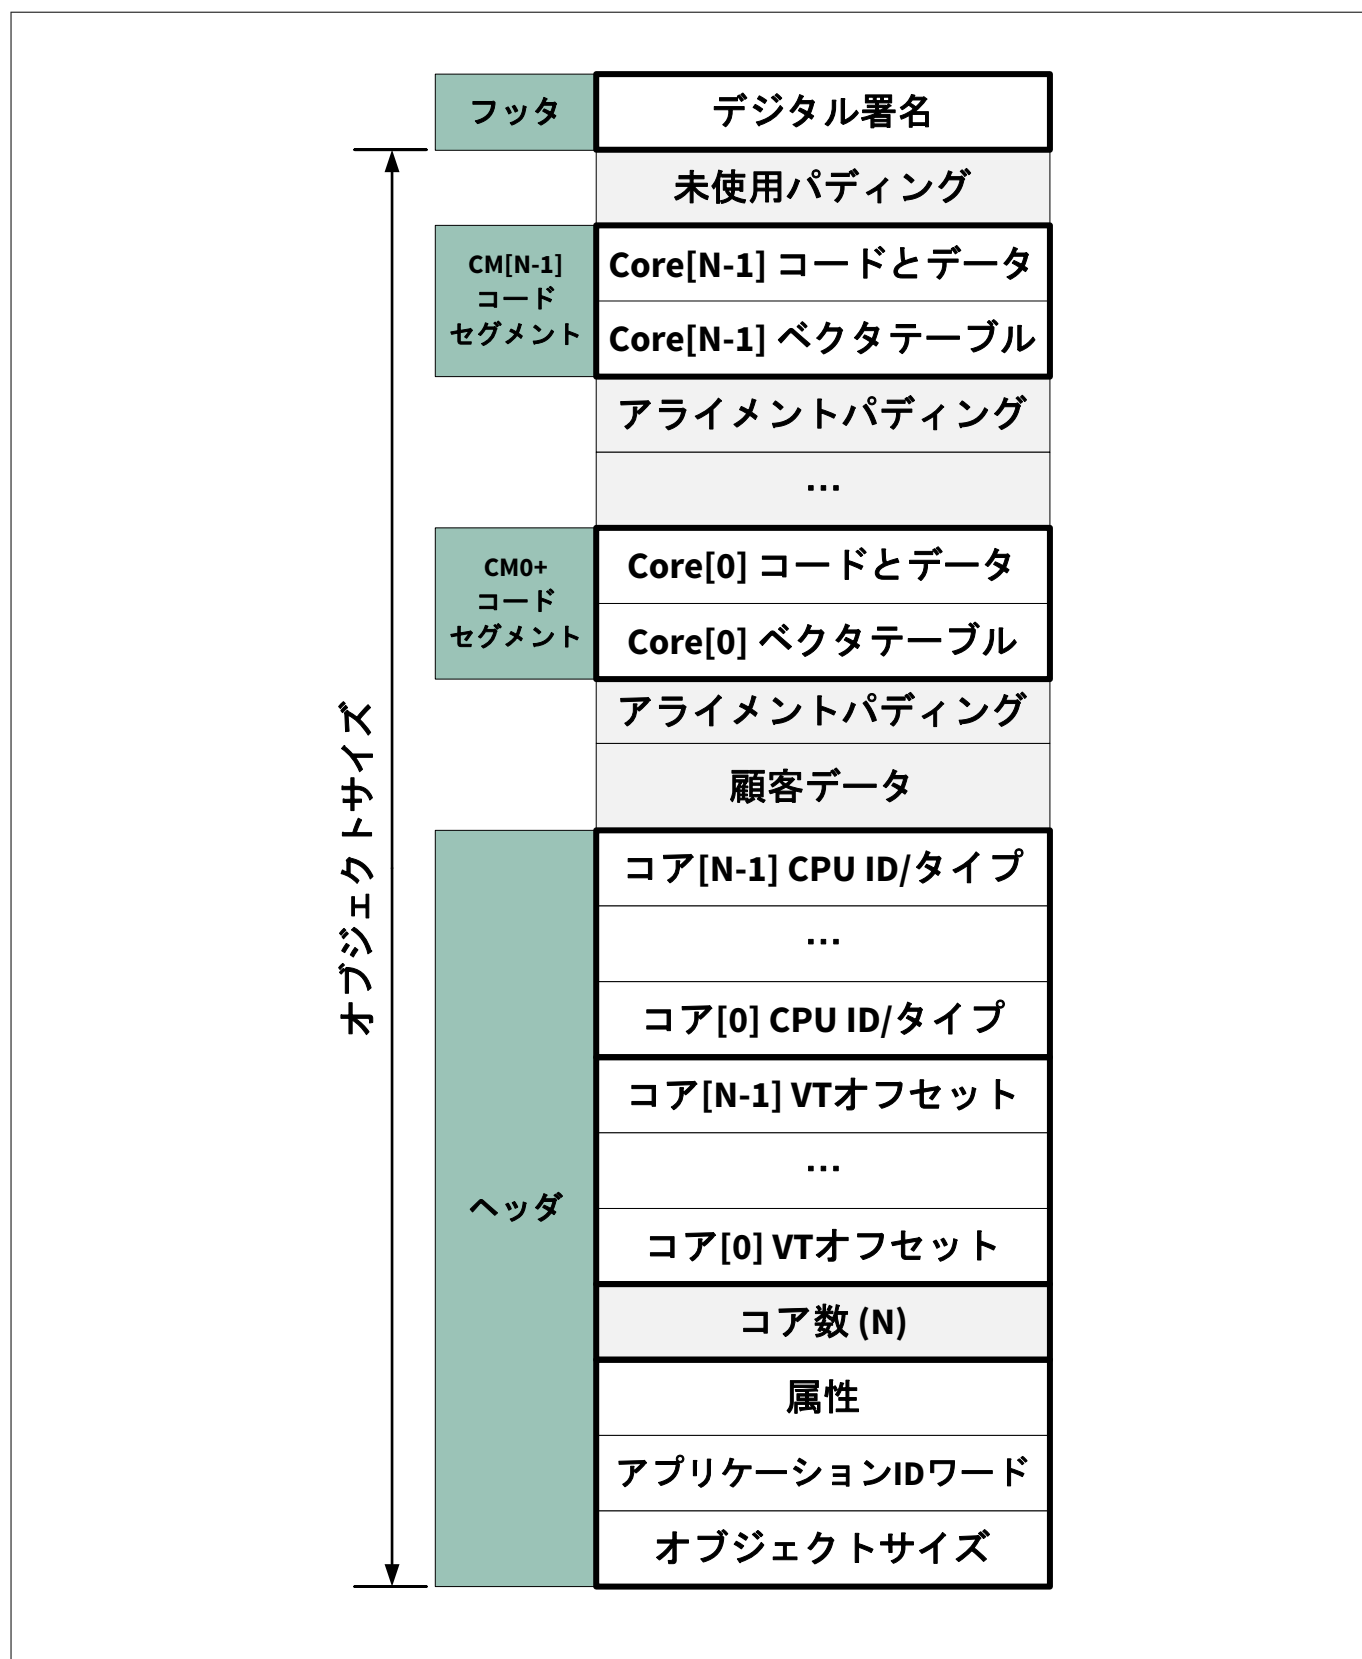 フッタ
デジタル署名
未使用パディング
CM[N-1]
コード
セグメント
Core[N-1] コードとデータ
Core[N-1] ベクタテーブル
アライメントパディング
…
CM0+
コード
セグメント
Core[0] コードとデータ
Core[0] ベクタテーブル
アライメントパディング
顧客データ
オブジェクトサイズ
ヘッダ
コア[N-1] CPU ID/タイプ
…
コア[0] CPU ID/タイプ
コア[N-1] VTオフセット
…
コア[0] VTオフセット
コア数 (N)
属性
アプリケーションIDワード
オブジェクトサイズ